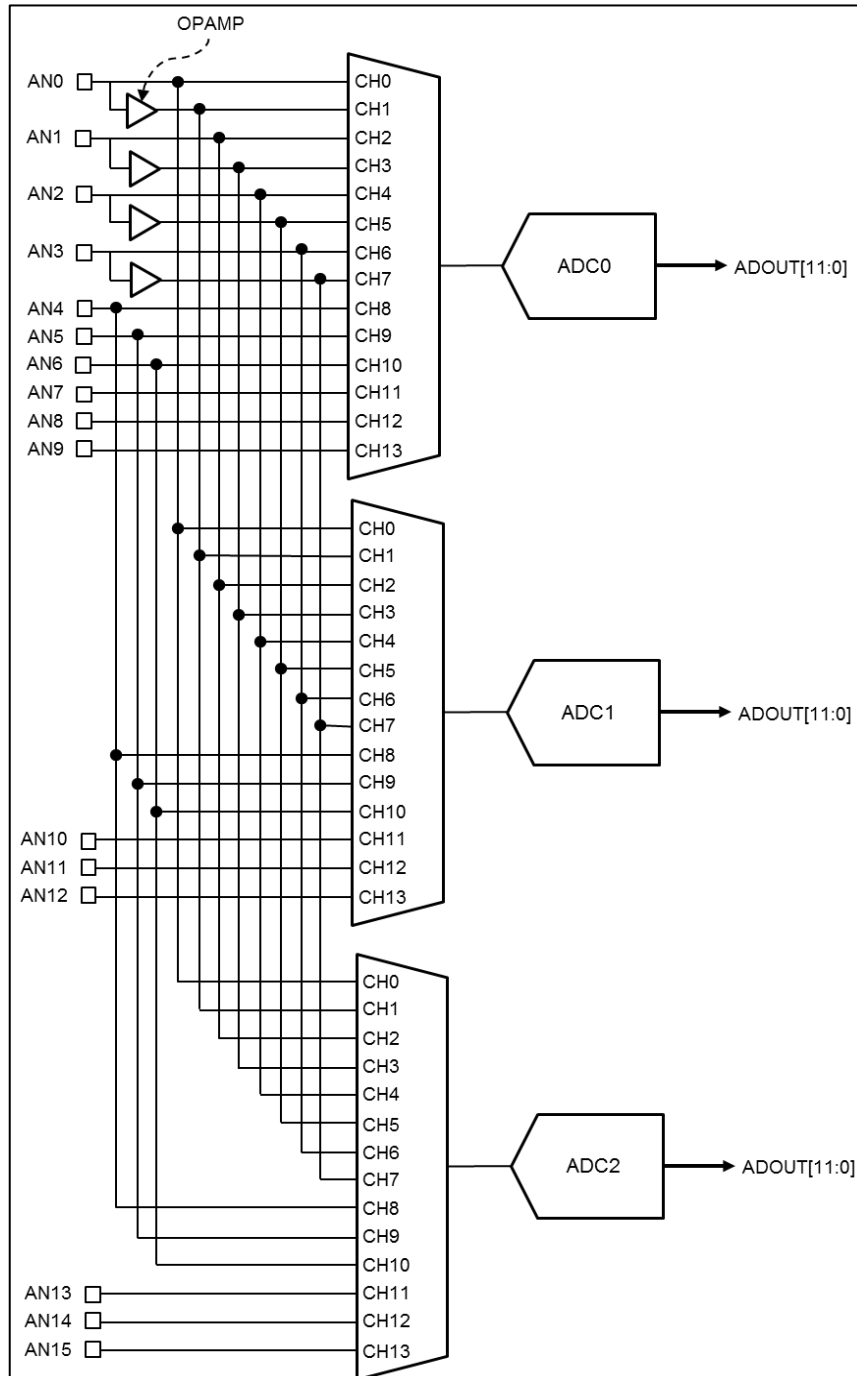 OPAMP
AN0 CH0
CH1
AN1 CH2
CH3
AN2 CH4
CH5
AN3 CH6
CH7
AN4 CH8
AN5 CH9
AN6 CH10
AN7 CH11
AN8 CH12
AN9 CH13
ADC0 ADOUT[11:0]
CH0
CH1
CH2
CH3
CH4
CH5
CH6
CH7
CH8
CH9
CH10
AN10 CH11
AN11 CH12
AN12 CH13
ADC1 ADOUT[11:0]
CH0
CH1
CH2
CH3
CH4
CH5
CH6
CH7
CH8
CH9
CH10
AN13 CH11
AN14 CH12
AN15 CH13
ADC2 ADOUT[11:0]